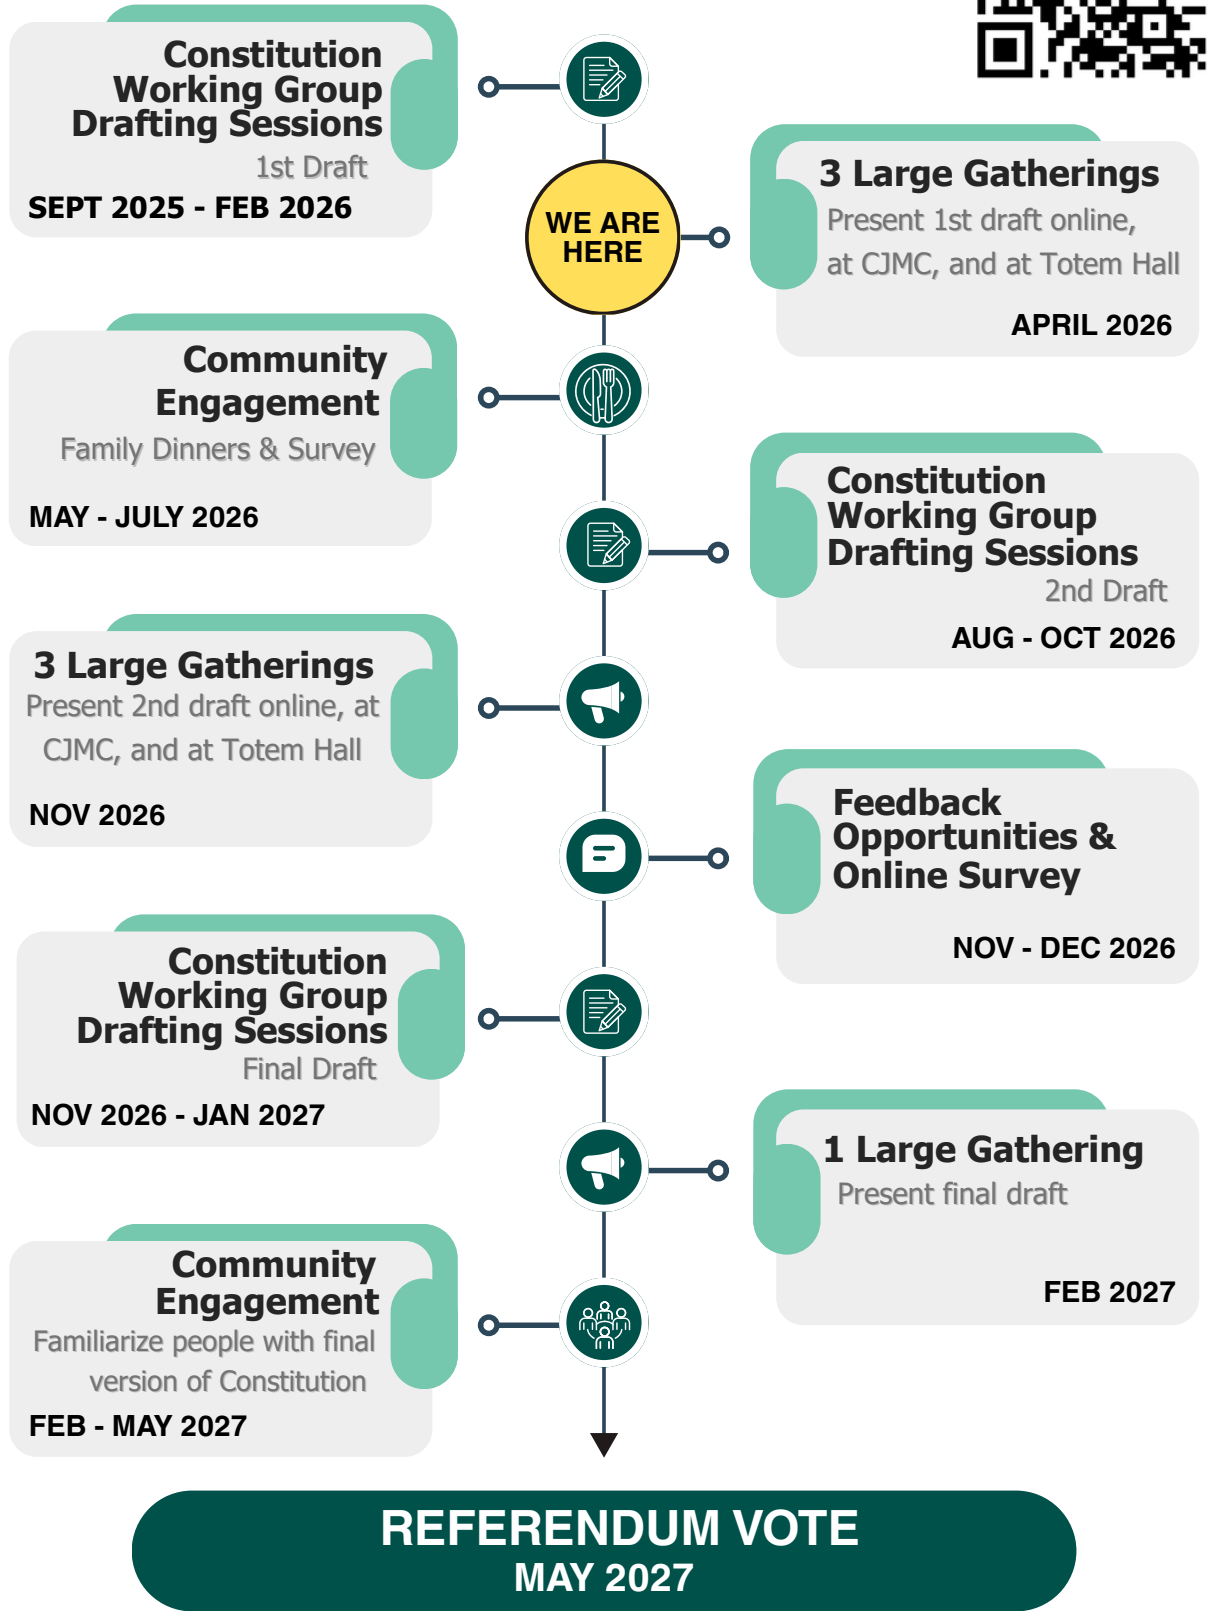 Constitution
Working Group
Drafting Sessions
1st Draft
SEPT 2025 - FEB 2026
WE ARE
HERE
3 Large Gatherings
Present 1st draft online,
at CJMC, and at Totem Hall
APRIL 2026
Community
Engagement
Family Dinners & Survey
MAY - JULY 2026
Constitution
Working Group
Drafting Sessions
2nd Draft
AUG - OCT 2026
3 Large Gatherings
Present 2nd draft online, at
CJMC, and at Totem Hall
NOV 2026
Feedback
Opportunities &
Online Survey
NOV - DEC 2026
Constitution
Working Group
Drafting Sessions
Final Draft
NOV 2026 - JAN 2027
1 Large Gathering
Present final draft
FEB 2027
Community
Engagement
Familiarize people with final
version of Constitution
FEB - MAY 2027
REFERENDUM VOTE
MAY 2027